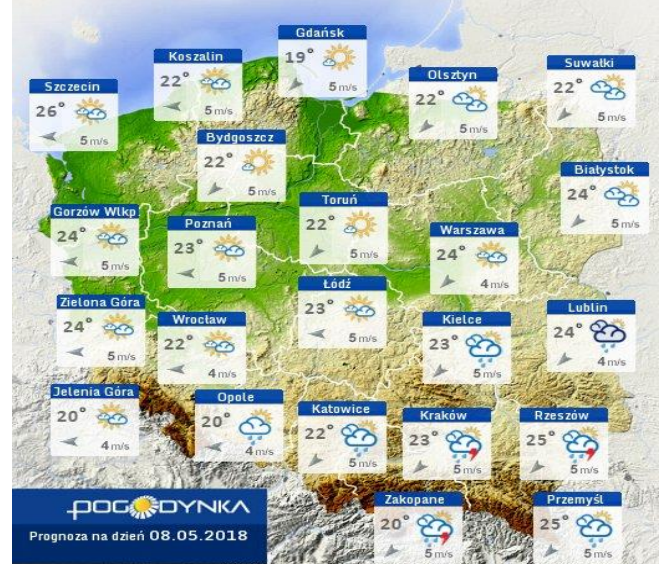 Gdańsk
19°
5 m/s
Koszalin
22°
5 m/s
Suwałki
22°
5 m/s
Olsztyn
22°
5 m/s
Szczecin
26°
5 m/s
Bydgoszcz
22°
5 m/s
Białystok
24°
5 m/s
Toruń
22°
5 m/s
Gorzów Wlkp.
24°
5 m/s
Poznań
23°
5 m/s
Warszawa
24°
4 m/s
Łódź
23°
5 m/s
Zielona Góra
24°
5 m/s
Lublin
24°
4 m/s
Wrocław
22°
4 m/s
Kielce
23°
5 m/s
Jelenia Góra
20°
4 m/s
Opole
20°
4 m/s
Katowice
22°
5 m/s
Kraków
23°
5 m/s
Rzeszów
25°
5 m/s
Zakopane
20°
5 m/s
Przemyśl
25°
5 m/s
POGODYNKA
Prognoza na dzień 08.05.2018